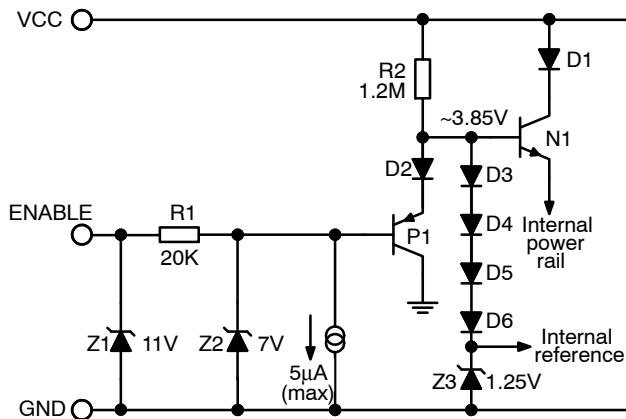 VCC
D1
R2
1.2M
~3.85V
N1
D2
D3
ENABLE
R1
20K
P1
D4
Internal
power
rail
D5
D6
Z1
11V
Z2
7V
5µA
(max)
Internal
reference
Z3
1.25V
GND